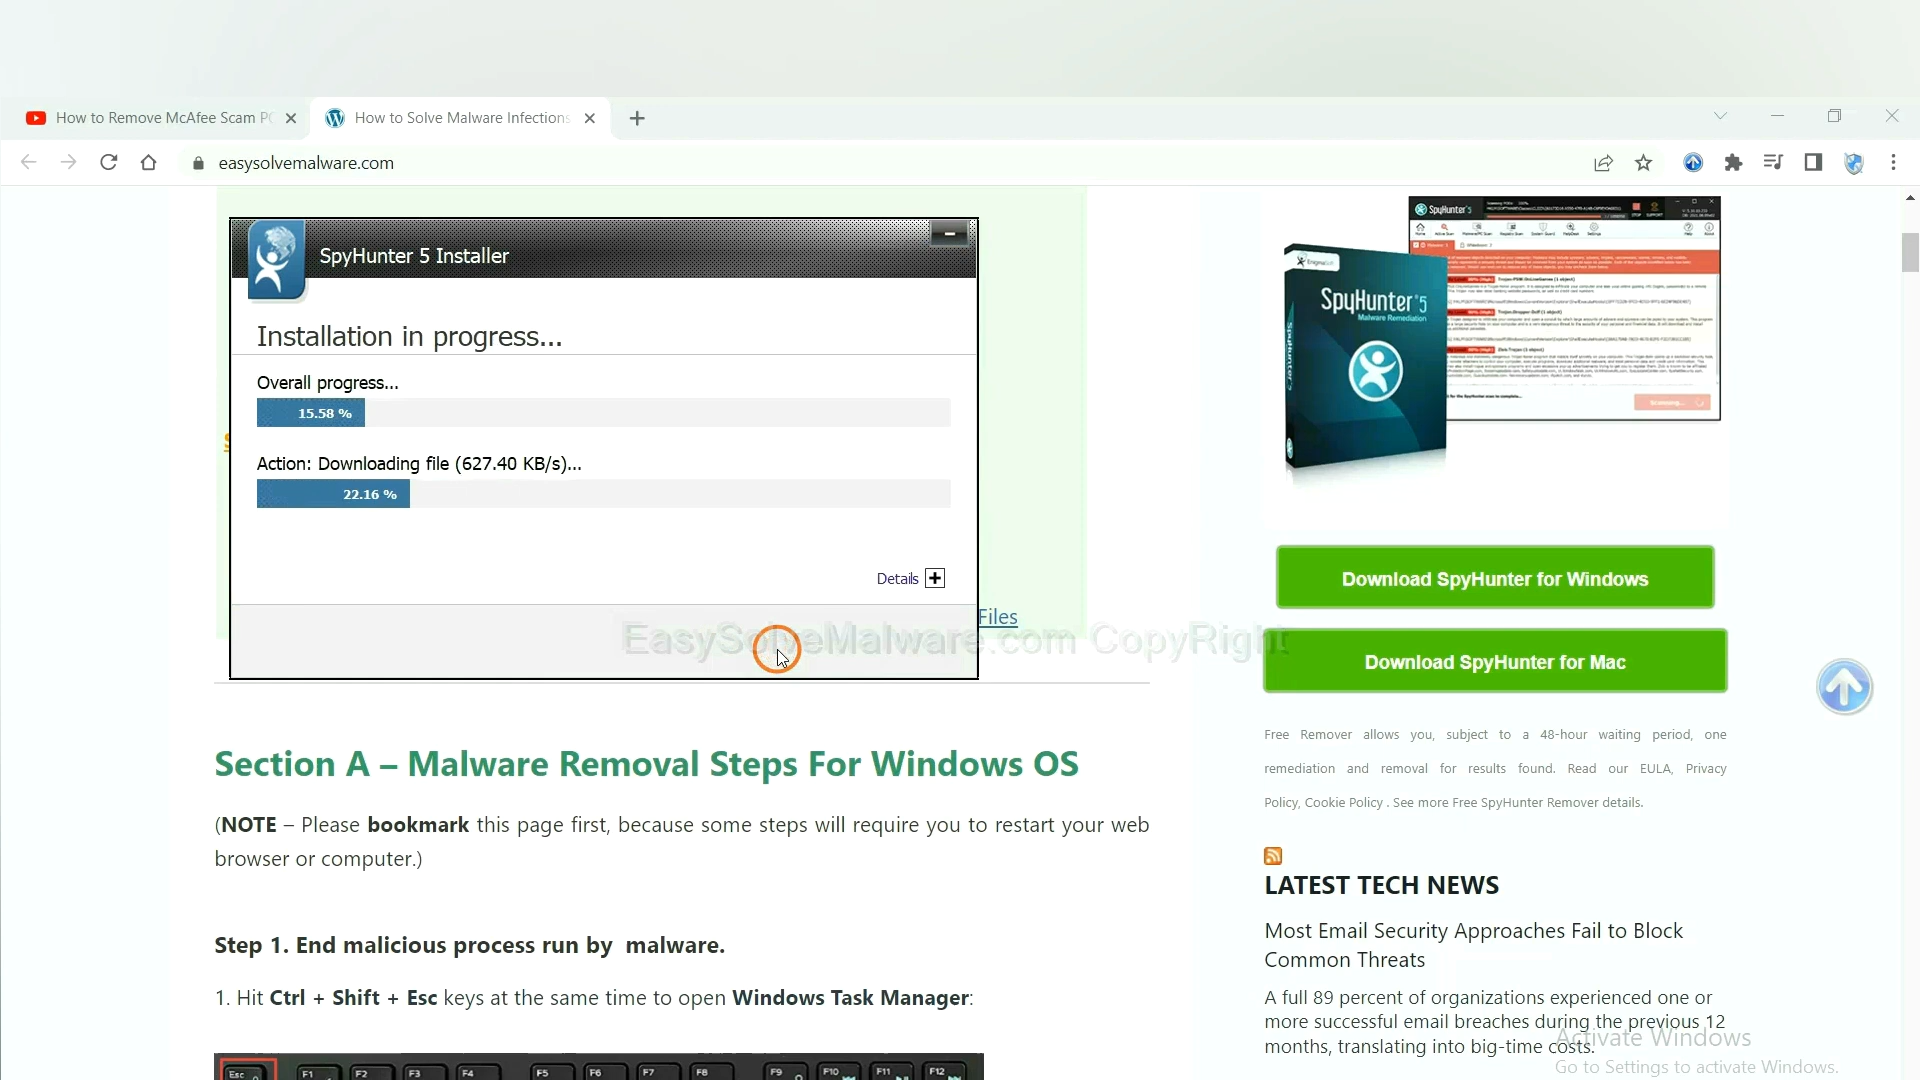 How to Remove McAfee Scam PC
How to Solve Malware Infections
easysolvemalware.com
SpyHunter 5 Installer
Installation in progress...
Overall progress...
15.58 %
Action: Downloading file (627.40 KB/s)...
22.16 %
Details
Files
EasySolveMalware.com CopyRight
Section A – Malware Removal Steps For Windows OS
(NOTE – Please bookmark this page first, because some steps will require you to restart your web
browser or computer.)
Step 1. End malicious process run by malware.
1. Hit Ctrl + Shift + Esc keys at the same time to open Windows Task Manager:
Esc F1 F2 F3 F4 F5 F6 F7 F8 F9 F10 F11 F12
SpyHunter 5
EnigmaSoft
SpyHunter 5
Malware Remediation
Scanning...
Download SpyHunter for Windows
Download SpyHunter for Mac
Free Remover allows you, subject to a 48-hour waiting period, one
remediation and removal for results found. Read our EULA, Privacy
Policy, Cookie Policy . See more Free SpyHunter Remover details.
LATEST TECH NEWS
Most Email Security Approaches Fail to Block
Common Threats
A full 89 percent of organizations experienced one or
more successful email breaches during the previous 12
months, translating into big-time costs.
Activate Windows
Go to Settings to activate Windows.